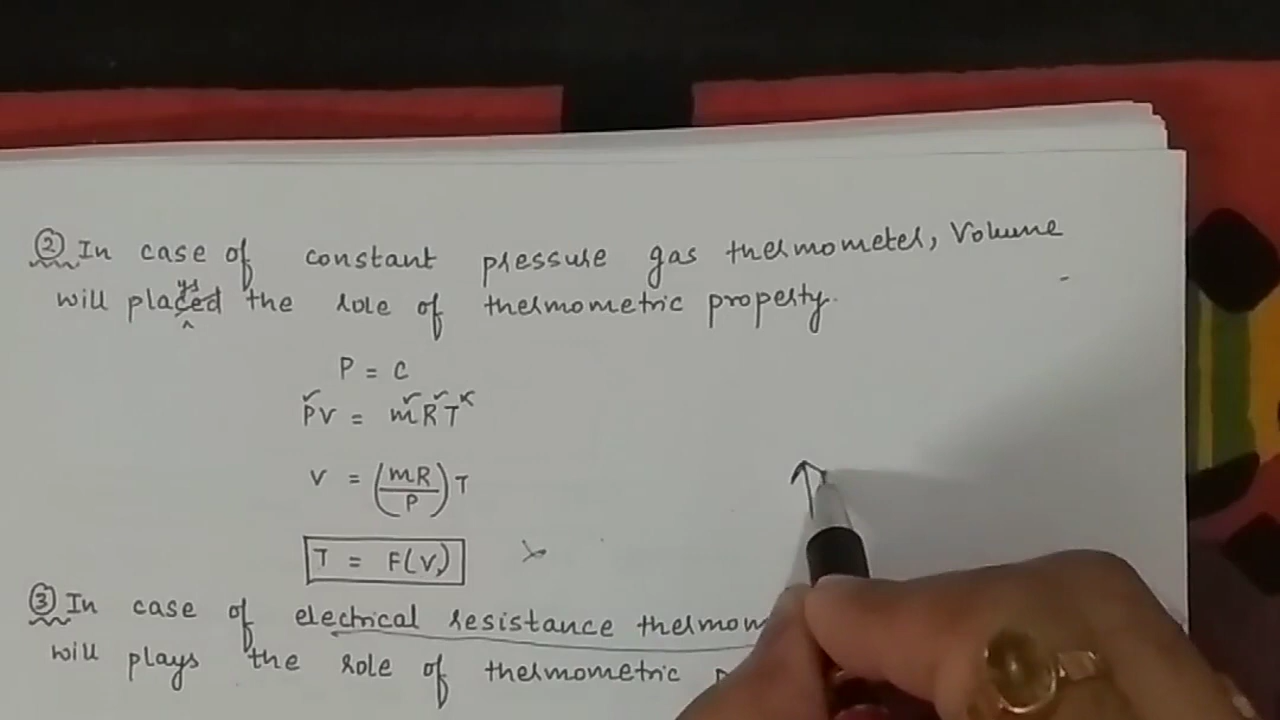 ② In case of constant pressure gas thermometer, Volume
ys
will placed the role of thermometric property.
P = C
PV = mRT
V = (mR/P) T
T = F(V)
③ In case of electrical resistance
will plays the role of thermometric